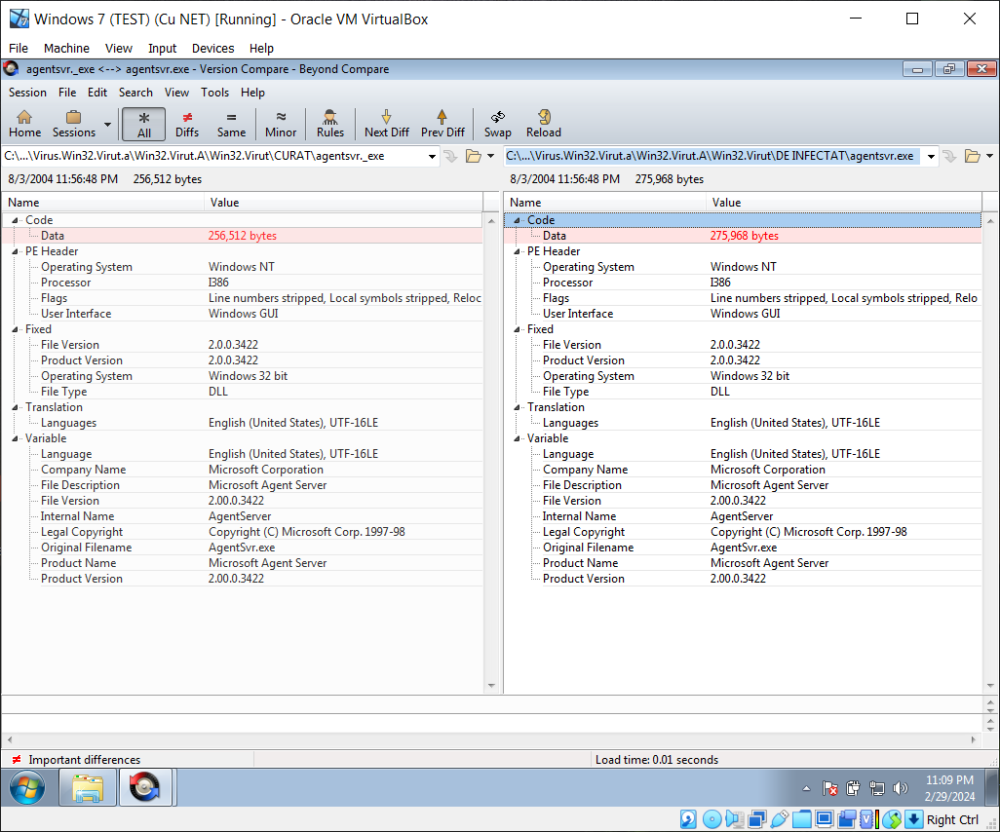 Windows 7 (TEST) (Cu NET) [Running] - Oracle VM VirtualBox
File Machine View Input Devices Help
agentsvr._exe <--> agentsvr.exe - Version Compare - Beyond Compare
Session File Edit Search View Tools Help
Home Sessions All Diffs Same Minor Rules Next Diff Prev Diff Swap Reload
C:\...\Virus.Win32.Virut.a\Win32.Virut.A\Win32.Virut\CURAT\agentsvr._exe C:\...\Virus.Win32.Virut.a\Win32.Virut.A\Win32.Virut\DE INFECTAT\agentsvr.exe
8/3/2004 11:56:48 PM 256,512 bytes 8/3/2004 11:56:48 PM 275,968 bytes
Name Value Name Value
Code Code
Data 256,512 bytes Data 275,968 bytes
PE Header PE Header
Operating System Windows NT Operating System Windows NT
Processor I386 Processor I386
Flags Line numbers stripped, Local symbols stripped, Reloc Flags Line numbers stripped, Local symbols stripped, Relo
User Interface Windows GUI User Interface Windows GUI
Fixed Fixed
File Version 2.0.0.3422 File Version 2.0.0.3422
Product Version 2.0.0.3422 Product Version 2.0.0.3422
Operating System Windows 32 bit Operating System Windows 32 bit
File Type DLL File Type DLL
Translation Translation
Languages English (United States), UTF-16LE Languages English (United States), UTF-16LE
Variable Variable
Language English (United States), UTF-16LE Language English (United States), UTF-16LE
Company Name Microsoft Corporation Company Name Microsoft Corporation
File Description Microsoft Agent Server File Description Microsoft Agent Server
File Version 2.00.0.3422 File Version 2.00.0.3422
Internal Name AgentServer Internal Name AgentServer
Legal Copyright Copyright (C) Microsoft Corp. 1997-98 Legal Copyright Copyright (C) Microsoft Corp. 1997-98
Original Filename AgentSvr.exe Original Filename AgentSvr.exe
Product Name Microsoft Agent Server Product Name Microsoft Agent Server
Product Version 2.00.0.3422 Product Version 2.00.0.3422
Important differences Load time: 0.01 seconds
11:09 PM
2/29/2024
Right Ctrl